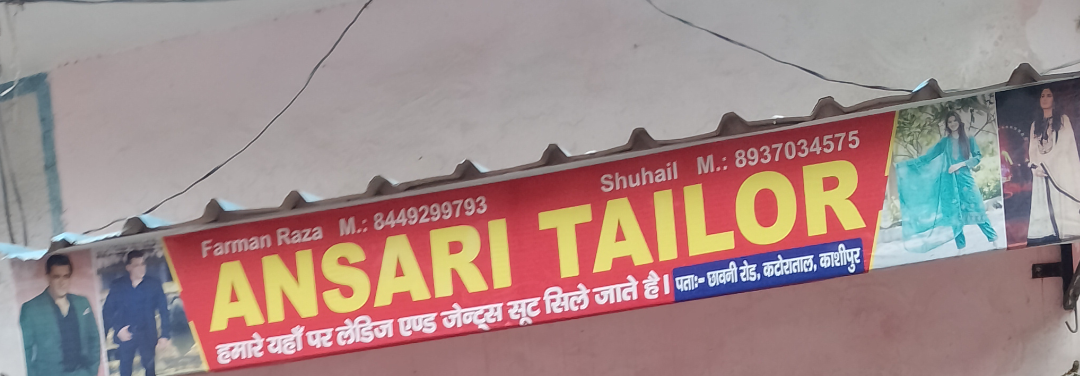 Farman Raza M.: 8449299793 Shuhail M.: 8937034575
ANSARI TAILOR
हमारे यहाँ पर लेडिज एण्ड जेन्ट्स सूट सिले जाते है। पताः- छावनी रोड, कटोराताल, काशीपुर